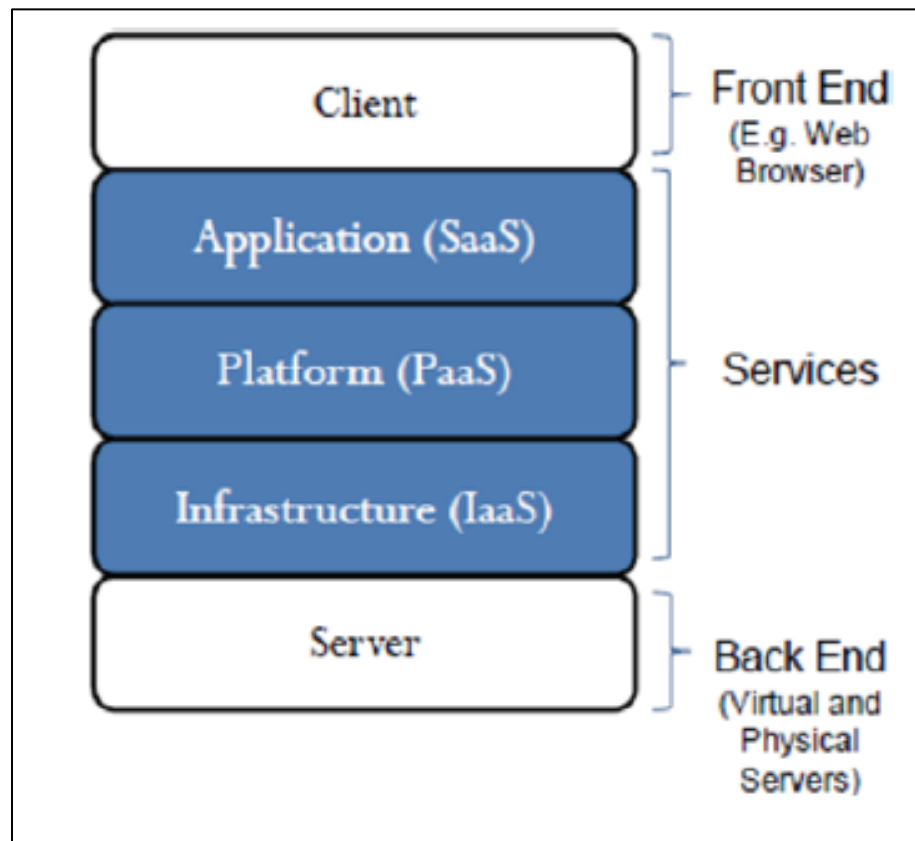 Client
Front End
(E.g. Web
Browser)
Application (SaaS)
Platform (PaaS)
Services
Infrastructure (IaaS)
Server
Back End
(Virtual and
Physical
Servers)